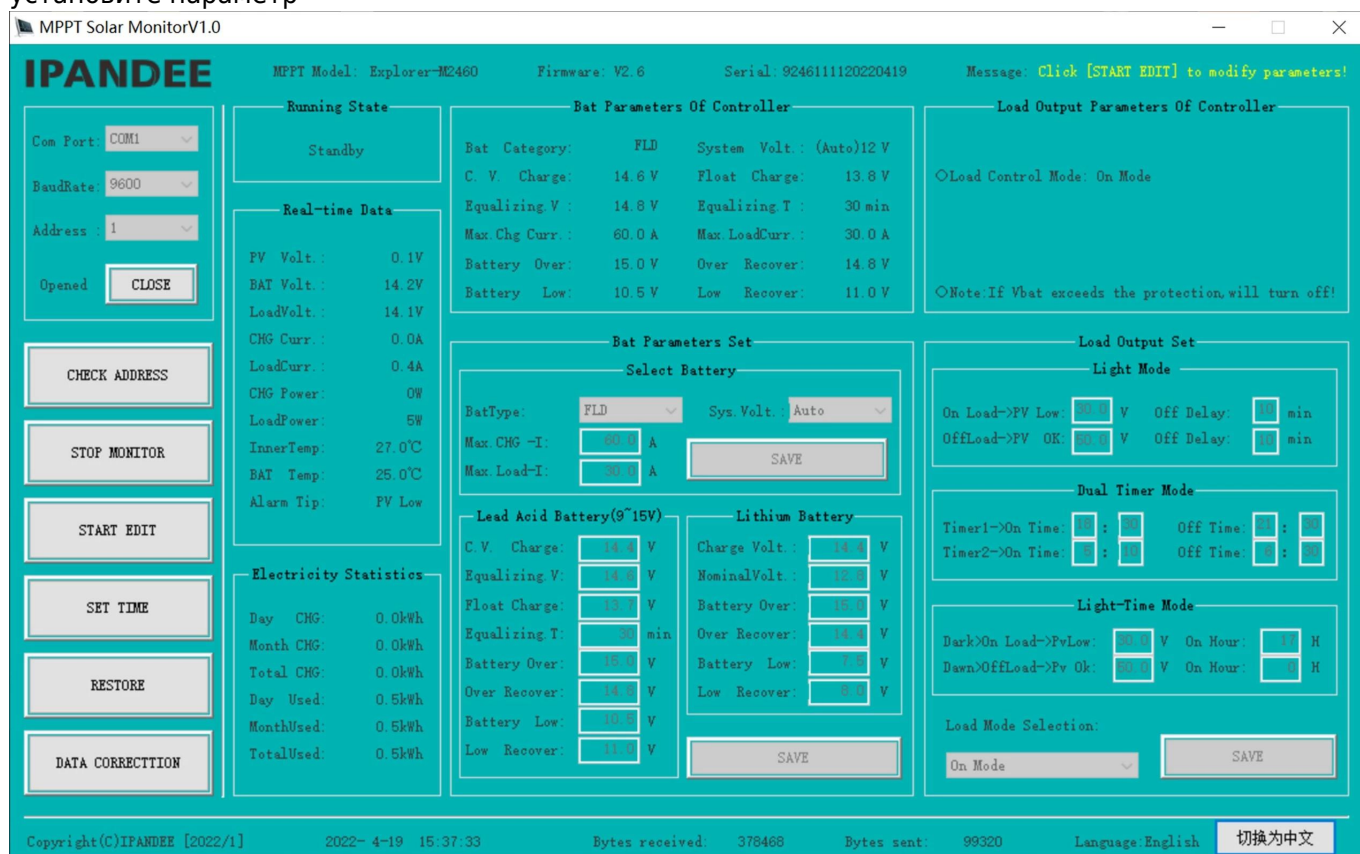 установите параметр
MPPT Solar MonitorV1.0
IPANDEE
MPPT Model: Explorer-M2460 Firmware: V2.6 Serial: 9246111120220419 Message: Click [START EDIT] to modify parameters!
Com Port: COM1
BaudRate: 9600
Address : 1
Opened CLOSE
CHECK ADDRESS
STOP MONITOR
START EDIT
SET TIME
RESTORE
DATA CORRECTTION
Running State
Standby
Real-time Data
PV Volt.: 0.1V
BAT Volt.: 14.2V
LoadVolt.: 14.1V
CHG Curr.: 0.0A
LoadCurr.: 0.4A
CHG Power: 0W
LoadPower: 5W
InnerTemp: 27.0℃
BAT Temp: 25.0℃
Alarm Tip: PV Low
Electricity Statistics
Day CHG: 0.0kWh
Month CHG: 0.0kWh
Total CHG: 0.0kWh
Day Used: 0.5kWh
MonthUsed: 0.5kWh
TotalUsed: 0.5kWh
Bat Parameters Of Controller
Bat Category: FLD System Volt.: (Auto)12 V
C. V. Charge: 14.6 V Float Charge: 13.8 V
Equalizing.V : 14.8 V Equalizing.T : 30 min
Max.Chg Curr.: 60.0 A Max.LoadCurr.: 30.0 A
Battery Over: 15.0 V Over Recover: 14.8 V
Battery Low: 10.5 V Low Recover: 11.0 V
Bat Parameters Set
Select Battery
BatType: FLD Sys.Volt.: Auto
Max.CHG -I: 60.0 A
Max.Load-I: 30.0 A
SAVE
Lead Acid Battery(9~15V)
C.V. Charge: 14.4 V
Equalizing.V: 14.6 V
Float Charge: 13.7 V
Equalizing.T: 30 min
Battery Over: 15.0 V
Over Recover: 14.8 V
Battery Low: 10.5 V
Low Recover: 11.0 V
Lithium Battery
Charge Volt.: 14.4 V
NominalVolt.: 12.8 V
Battery Over: 15.0 V
Over Recover: 14.4 V
Battery Low: 7.5 V
Low Recover: 8.0 V
SAVE
Load Output Parameters Of Controller
Load Control Mode: On Mode
Note:If Vbat exceeds the protection,will turn off!
Load Output Set
Light Mode
On Load->PV Low: 30.0 V Off Delay: 10 min
OffLoad->PV OK: 50.0 V Off Delay: 10 min
Dual Timer Mode
Timer1->On Time: 18 : 30 Off Time: 21 : 30
Timer2->On Time: 5 : 10 Off Time: 6 : 30
Light-Time Mode
Dark>On Load->PvLow: 30.0 V On Hour: 17 H
Dawn>OffLoad->Pv Ok: 50.0 V On Hour: 0 H
Load Mode Selection:
On Mode SAVE
Copyright(C)IPANDEE [2022/1] 2022- 4-19 15:37:33 Bytes received: 378468 Bytes sent: 99320 Language:English 切换为中文